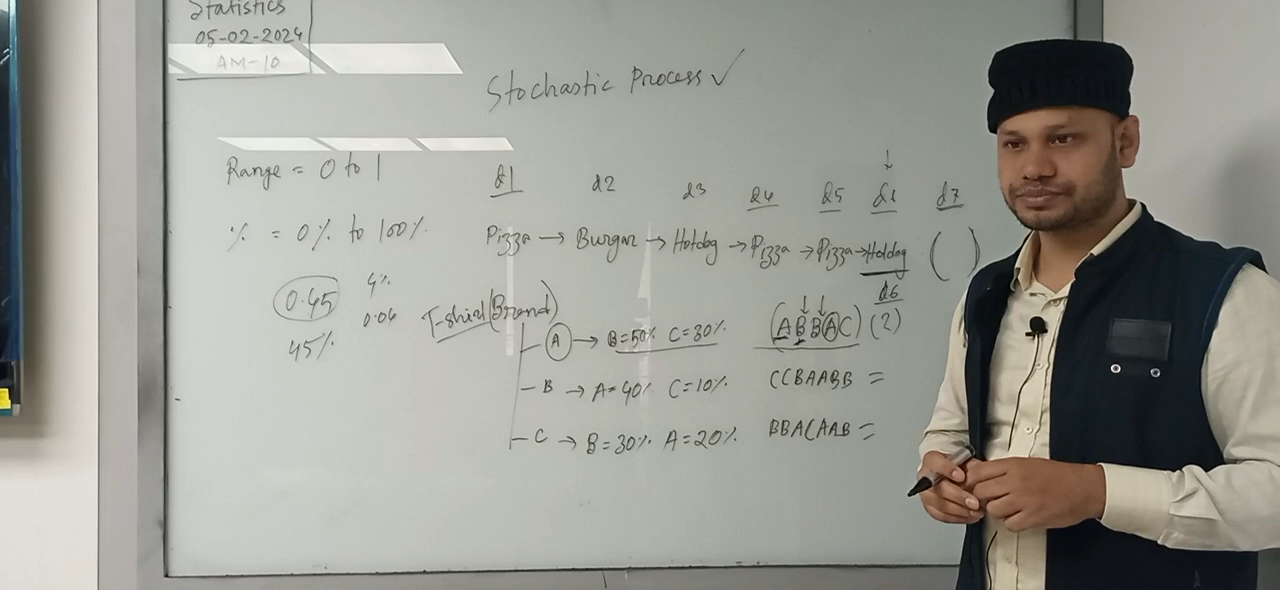 Statistics
05-02-2024
AM-10
Stochastic Process ✓
Range = 0 to 1
% = 0% to 100%
0.45 4%
0.04
45%
d1 d2 d3 d4 d5 d6 d7
Pizza → Burger → Hotdog → Pizza → Pizza → Hotdog ( )
T-shirt (Brand)
d6
A → B=50% C=30% (ABBAC) (?)
B → A=40% C=10% CCBAABB =
C → B=30% A=20% BBACAAB =